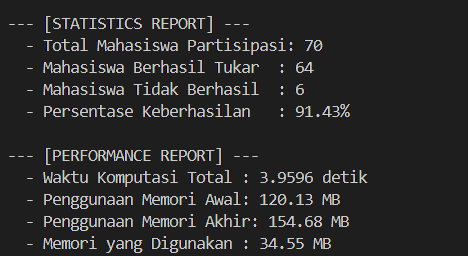 --- [STATISTICS REPORT] ---
- Total Mahasiswa Partisipasi: 70
- Mahasiswa Berhasil Tukar  : 64
- Mahasiswa Tidak Berhasil  : 6
- Persentase Keberhasilan   : 91.43%
--- [PERFORMANCE REPORT] ---
- Waktu Komputasi Total : 3.9596 detik
- Penggunaan Memori Awal: 120.13 MB
- Penggunaan Memori Akhir: 154.68 MB
- Memori yang Digunakan : 34.55 MB